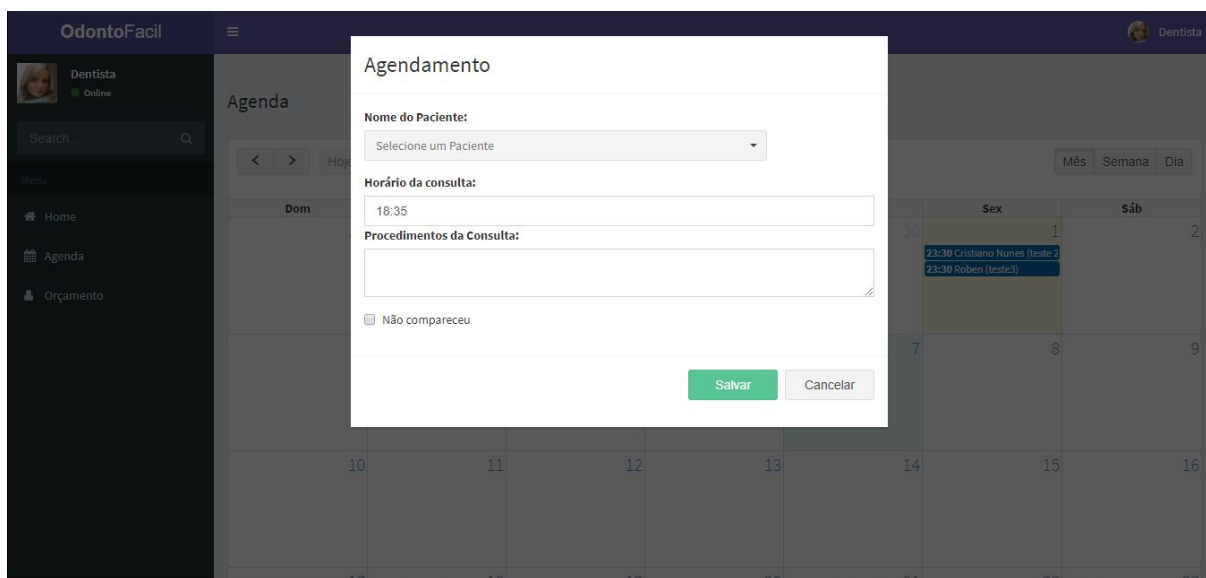 OdontoFacil
Dentista
Dentista
Online
Search...
Menu
Home
Agenda
Orçamento
Agenda
Hoje
Mês Semana Dia
Agendamento
Nome do Paciente:
Selecione um Paciente
Horário da consulta:
18:35
Procedimentos da Consulta:
Não compareceu
Salvar Cancelar
Dom Sex Sáb
30 1 2
23:30 Cristiano Nunes (teste 2
23:30 Roben (teste3)
7 8 9
10 11 12 13 14 15 16